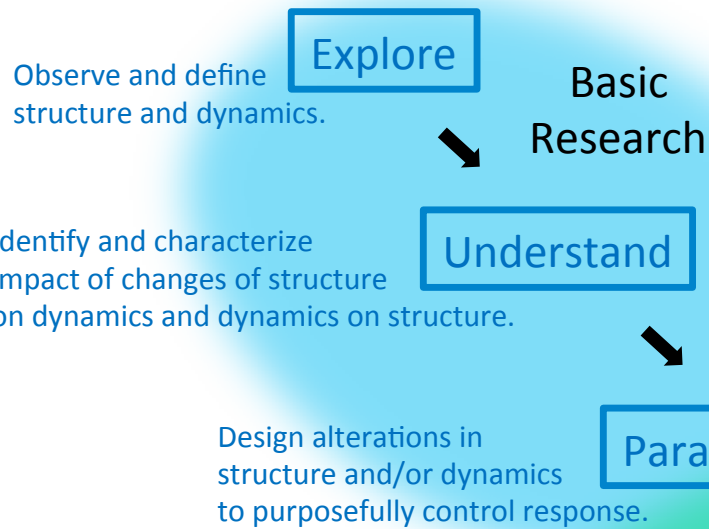 Explore
Observe and define
structure and dynamics.
Basic
Research
Understand
dentify and characterize
mpact of changes of structure
on dynamics and dynamics on structure.
Para
Design alterations in
structure and/or dynamics
to purposefully control response.